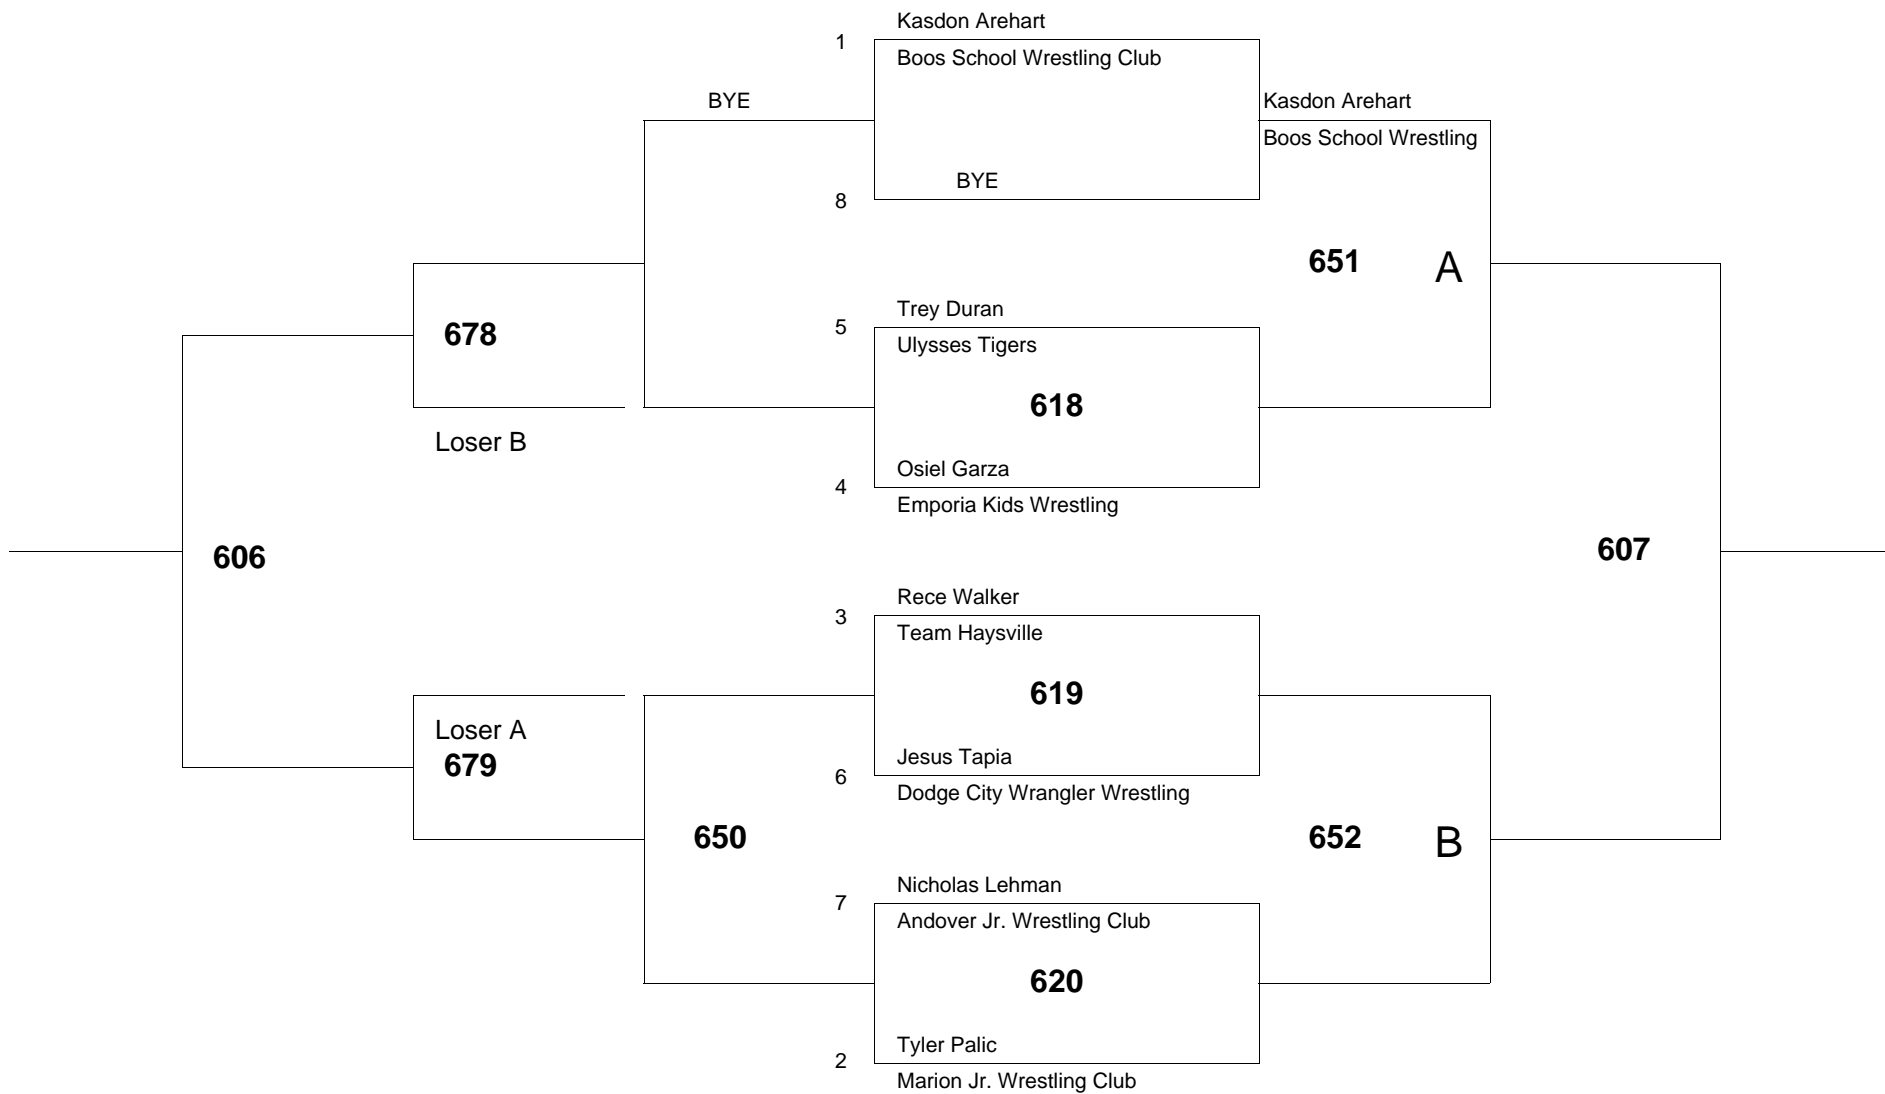 Kasdon Arehart
1
Boos School Wrestling Club
BYE
Kasdon Arehart
Boos School Wrestling
BYE
8
651
A
Trey Duran
5
Ulysses Tigers
678
618
Loser B
Osiel Garza
4
Emporia Kids Wrestling
606
607
Rece Walker
3
Team Haysville
619
Loser A
679
Jesus Tapia
6
Dodge City Wrangler Wrestling
650
652
B
Nicholas Lehman
7
Andover Jr. Wrestling Club
620
Tyler Palic
2
Marion Jr. Wrestling Club